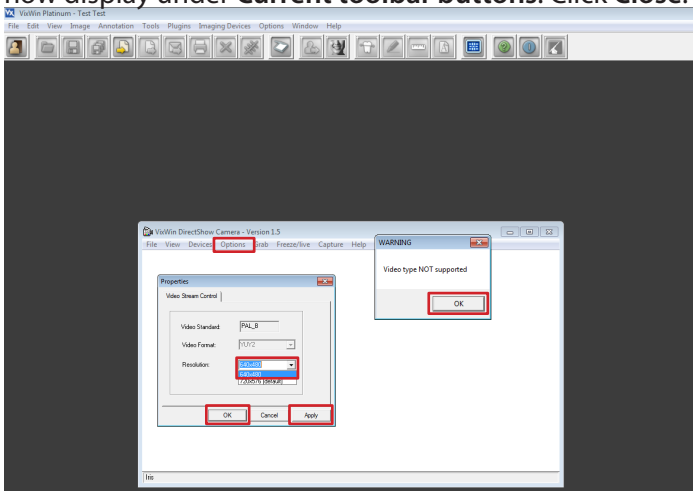 now display under Current toolbar buttons. Click Close.
VixWin Platinum - Test Test
File Edit View Image Annotation Tools Plugins Imaging Devices Options Window Help
VixWin DirectShow Camera - Version 1.5
File View Devices Options Grab Freeze/live Capture Help
WARNING
Video type NOT supported
OK
Properties
Video Stream Control
Video Standard: PAL_B
Video Format: YUY2
Resolution: 640x480
640x480
720x576 [default]
OK Cancel Apply
Iris